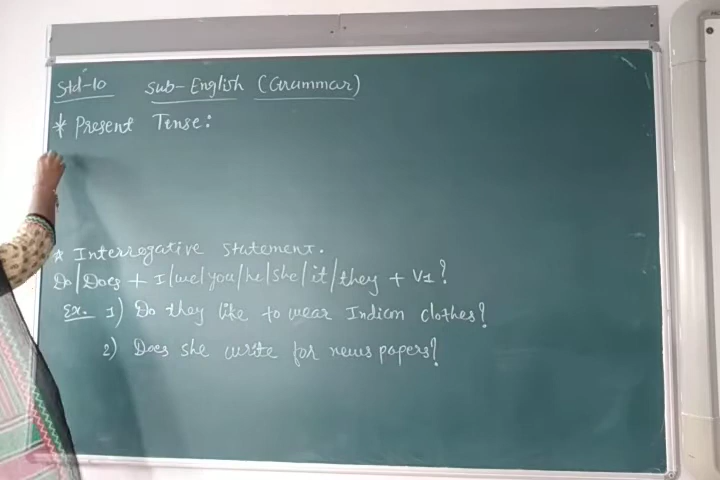 Std-10 Sub-English (Grammar)
* Present Tense:
* Interrogative statement.
Do/Does + I/we/you/he/she/it/they + V1?
Ex. 1) Do they like to wear Indian clothes?
2) Does she write for news papers?